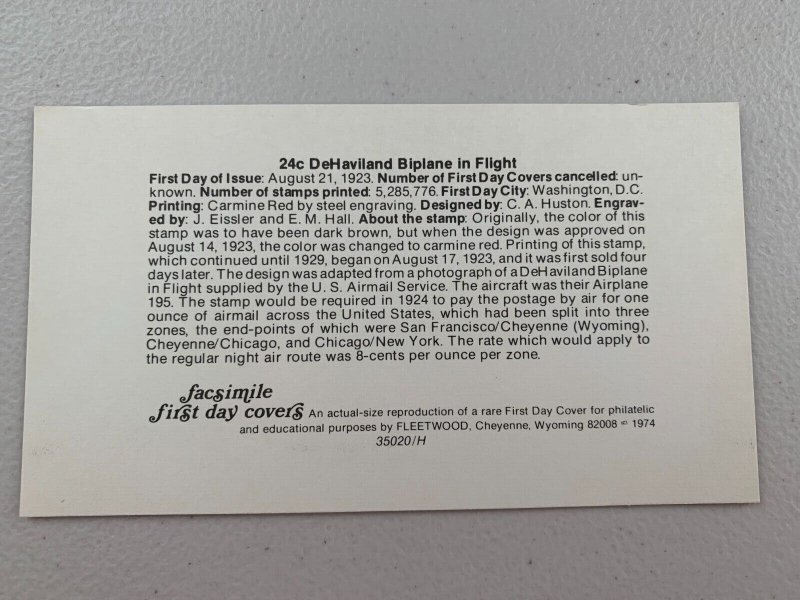 24c DeHaviland Biplane in Flight
First Day of Issue: August 21, 1923. Number of First Day Covers cancelled: un-
known. Number of stamps printed: 5,285,776. First Day City: Washington, D.C.
Printing: Carmine Red by steel engraving. Designed by: C. A. Huston. Engrav-
ed by: J. Eissler and E. M. Hall. About the stamp: Originally, the color of this
stamp was to have been dark brown, but when the design was approved on
August 14, 1923, the color was changed to carmine red. Printing of this stamp,
which continued until 1929, began on August 17, 1923, and it was first sold four
days later. The design was adapted from a photograph of a DeHaviland Biplane
in Flight supplied by the U. S. Airmail Service. The aircraft was their Airplane
195. The stamp would be required in 1924 to pay the postage by air for one
ounce of airmail across the United States, which had been split into three
zones, the end-points of which were San Francisco/Cheyenne (Wyoming),
Cheyenne/Chicago, and Chicago/New York. The rate which would apply to
the regular night air route was 8-cents per ounce per zone.
facsimile
first day covers An actual-size reproduction of a rare First Day Cover for philatelic
and educational purposes by FLEETWOOD, Cheyenne, Wyoming 82008 1974
35020/H